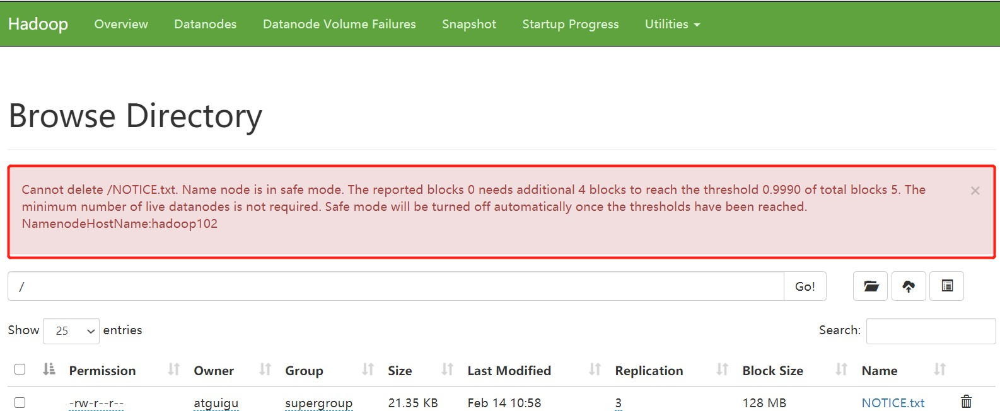 Hadoop Overview Datanodes Datanode Volume Failures Snapshot Startup Progress Utilities
Browse Directory
Cannot delete /NOTICE.txt. Name node is in safe mode. The reported blocks 0 needs additional 4 blocks to reach the threshold 0.9990 of total blocks 5. The
minimum number of live datanodes is not required. Safe mode will be turned off automatically once the thresholds have been reached.
NamenodeHostName:hadoop102
/ Go!
Show 25 entries Search:
Permission Owner Group Size Last Modified Replication Block Size Name
-rw-r--r-- atguigu supergroup 21.35 KB Feb 14 10:58 3 128 MB NOTICE.txt